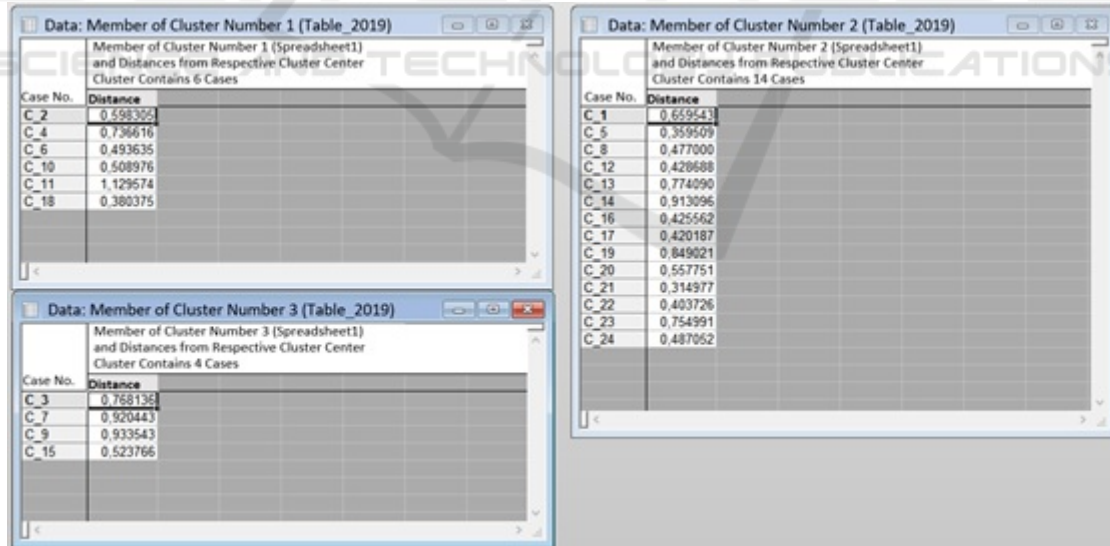 Data: Member of Cluster Number 1 (Table_2019)
Member of Cluster Number 1 (Spreadsheet1)
and Distances from Respective Cluster Center
Cluster Contains 6 Cases
Case No. Distance
C_2 0,598305
C_4 0,736616
C_6 0,493635
C_10 0,508976
C_11 1,129574
C_18 0,380375
Data: Member of Cluster Number 3 (Table_2019)
Member of Cluster Number 3 (Spreadsheet1)
and Distances from Respective Cluster Center
Cluster Contains 4 Cases
Case No. Distance
C_3 0,768136
C_7 0,920443
C_9 0,933543
C_15 0,523766
Data: Member of Cluster Number 2 (Table_2019)
Member of Cluster Number 2 (Spreadsheet1)
and Distances from Respective Cluster Center
Cluster Contains 14 Cases
Case No. Distance
C_1 0,659543
C_5 0,359509
C_8 0,477000
C_12 0,428688
C_13 0,774090
C_14 0,913096
C_16 0,425562
C_17 0,420187
C_19 0,849021
C_20 0,557751
C_21 0,314977
C_22 0,403726
C_23 0,754991
C_24 0,487052